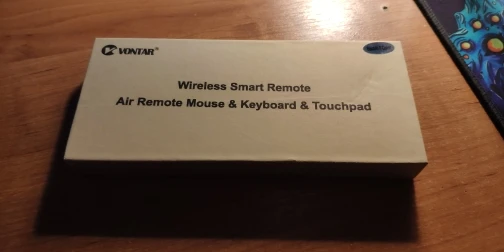 VONTAR®
Wireless Smart Remote
Air Remote Mouse & Keyboard & Touchpad